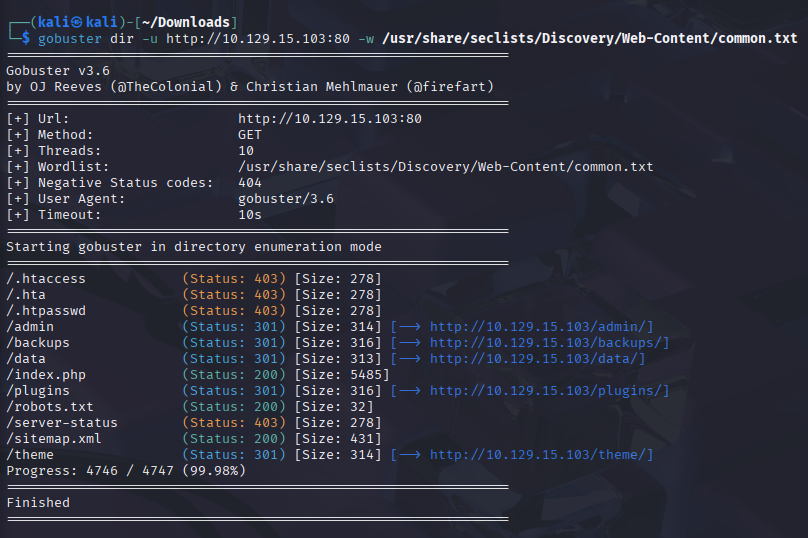 ┌──(kali㉿kali)-[~/Downloads]
└─$ gobuster dir -u http://10.129.15.103:80 -w /usr/share/seclists/Discovery/Web-Content/common.txt
===============================================================
Gobuster v3.6
by OJ Reeves (@TheColonial) & Christian Mehlmauer (@firefart)
===============================================================
[+] Url:                     http://10.129.15.103:80
[+] Method:                  GET
[+] Threads:                 10
[+] Wordlist:                /usr/share/seclists/Discovery/Web-Content/common.txt
[+] Negative Status codes:   404
[+] User Agent:              gobuster/3.6
[+] Timeout:                 10s
===============================================================
Starting gobuster in directory enumeration mode
===============================================================
/.htaccess            (Status: 403) [Size: 278]
/.hta                 (Status: 403) [Size: 278]
/.htpasswd            (Status: 403) [Size: 278]
/admin                (Status: 301) [Size: 314] [--> http://10.129.15.103/admin/]
/backups              (Status: 301) [Size: 316] [--> http://10.129.15.103/backups/]
/data                 (Status: 301) [Size: 313] [--> http://10.129.15.103/data/]
/index.php            (Status: 200) [Size: 5485]
/plugins              (Status: 301) [Size: 316] [--> http://10.129.15.103/plugins/]
/robots.txt           (Status: 200) [Size: 32]
/server-status        (Status: 403) [Size: 278]
/sitemap.xml          (Status: 200) [Size: 431]
/theme                (Status: 301) [Size: 314] [--> http://10.129.15.103/theme/]
Progress: 4746 / 4747 (99.98%)
===============================================================
Finished
===============================================================